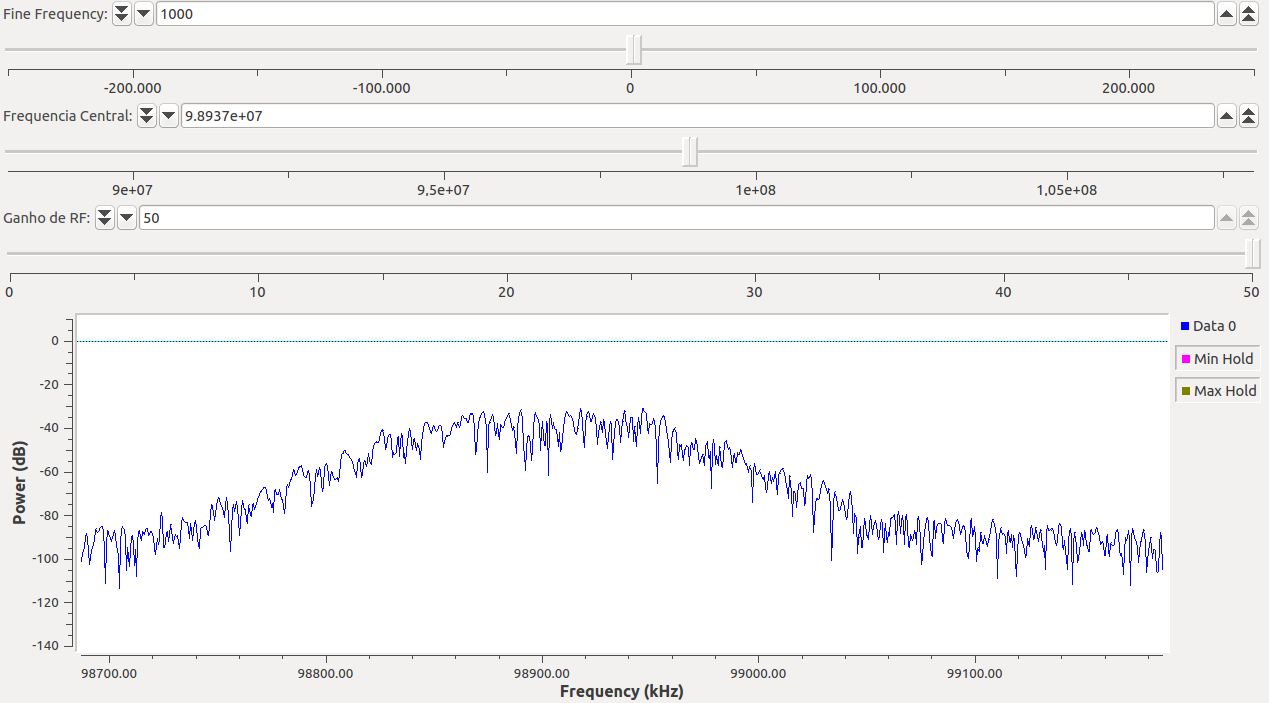 Fine Frequency: 1000
-200.000 -100.000 0 100.000 200.000
Frequencia Central: 9.8937e+07
9e+07 9,5e+07 1e+08 1,05e+08
Ganho de RF: 50
0 10 20 30 40 50
Data 0
Min Hold
Max Hold
Power (dB)
0
-20
-40
-60
-80
-100
-120
-140
98700.00 98800.00 98900.00 99000.00 99100.00
Frequency (kHz)